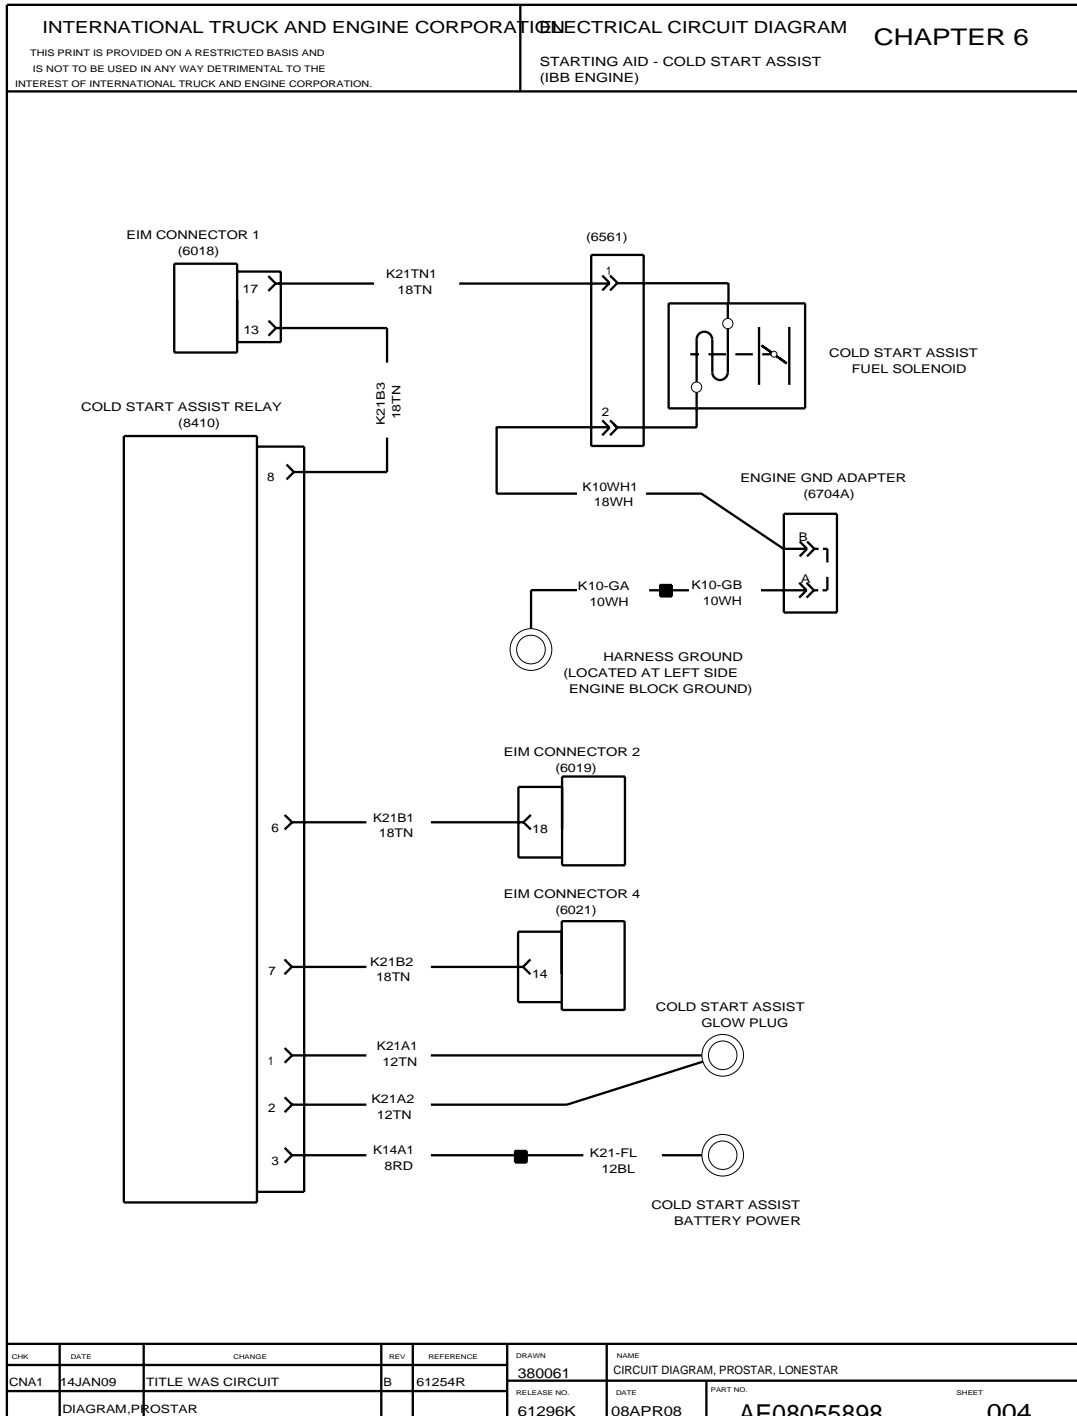 INTERNATIONAL TRUCK AND ENGINE CORPORATION
THIS PRINT IS PROVIDED ON A RESTRICTED BASIS AND
IS NOT TO BE USED IN ANY WAY DETRIMENTAL TO THE
INTEREST OF INTERNATIONAL TRUCK AND ENGINE CORPORATION.
ELECTRICAL CIRCUIT DIAGRAM
STARTING AID - COLD START ASSIST
(IBB ENGINE)
CHAPTER 6
EIM CONNECTOR 1
(6018)
17
13
K21TN1
18TN
K21B3
18TN
(6561)
1
2
COLD START ASSIST
FUEL SOLENOID
COLD START ASSIST RELAY
(8410)
8
K10WH1
18WH
ENGINE GND ADAPTER
(6704A)
B
A
K10-GA
10WH
K10-GB
10WH
HARNESS GROUND
(LOCATED AT LEFT SIDE
ENGINE BLOCK GROUND)
EIM CONNECTOR 2
(6019)
6
K21B1
18TN
18
EIM CONNECTOR 4
(6021)
7
K21B2
18TN
14
COLD START ASSIST
GLOW PLUG
1
K21A1
12TN
2
K21A2
12TN
3
K14A1
8RD
K21-FL
12BL
COLD START ASSIST
BATTERY POWER
CHK DATE CHANGE REV REFERENCE
CNA1 14JAN09 TITLE WAS CIRCUIT B 61254R
DIAGRAM,PROSTAR
DRAWN
380061
NAME
CIRCUIT DIAGRAM, PROSTAR, LONESTAR
RELEASE NO.
61296K
DATE
08APR08
PART NO.
AE08055898
SHEET
004